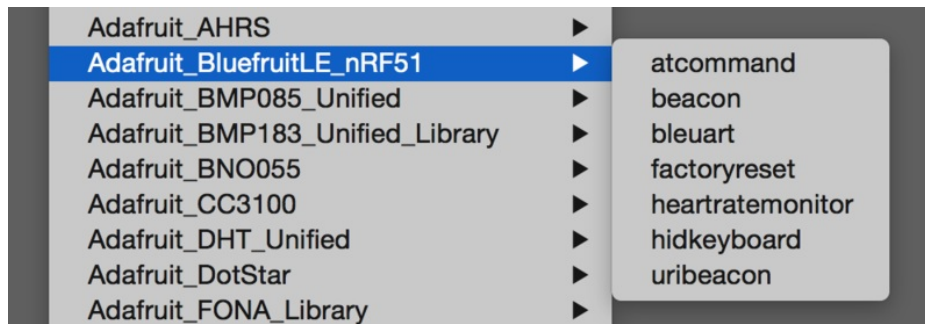 Adafruit_AHRS
Adafruit_BluefruitLE_nRF51
Adafruit_BMP085_Unified
Adafruit_BMP183_Unified_Library
Adafruit_BNO055
Adafruit_CC3100
Adafruit_DHT_Unified
Adafruit_DotStar
Adafruit_FONA_Library
atcommand
beacon
bleuart
factoryreset
heartratemonitor
hidkeyboard
uribeacon